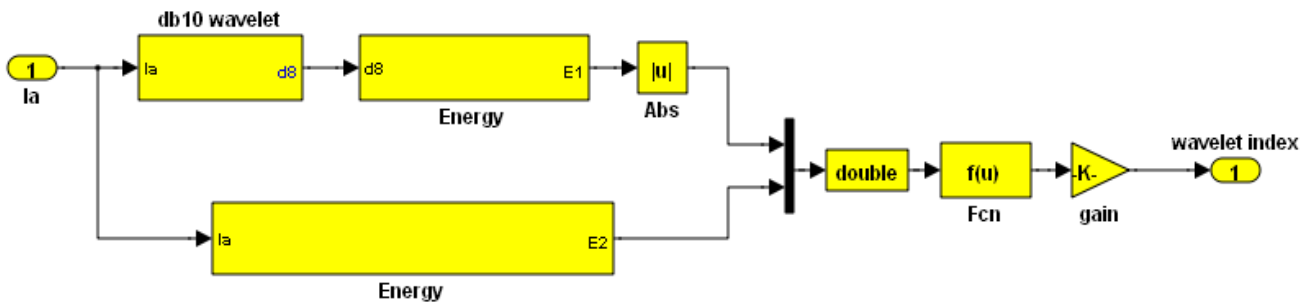 db10 wavelet
1
Ia
Ia
d8
d8
E1
Energy
|u|
Abs
Ia
E2
Energy
double
f(u)
Fcn
-K-
gain
wavelet index
1